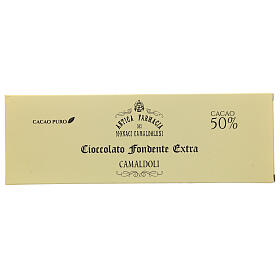 CACAO PURO
ANTICA FARMACIA
DEI
MONACI CAMALDOLESI
CACAO
50%
Cioccolato Fondente Extra
CAMALDOLI